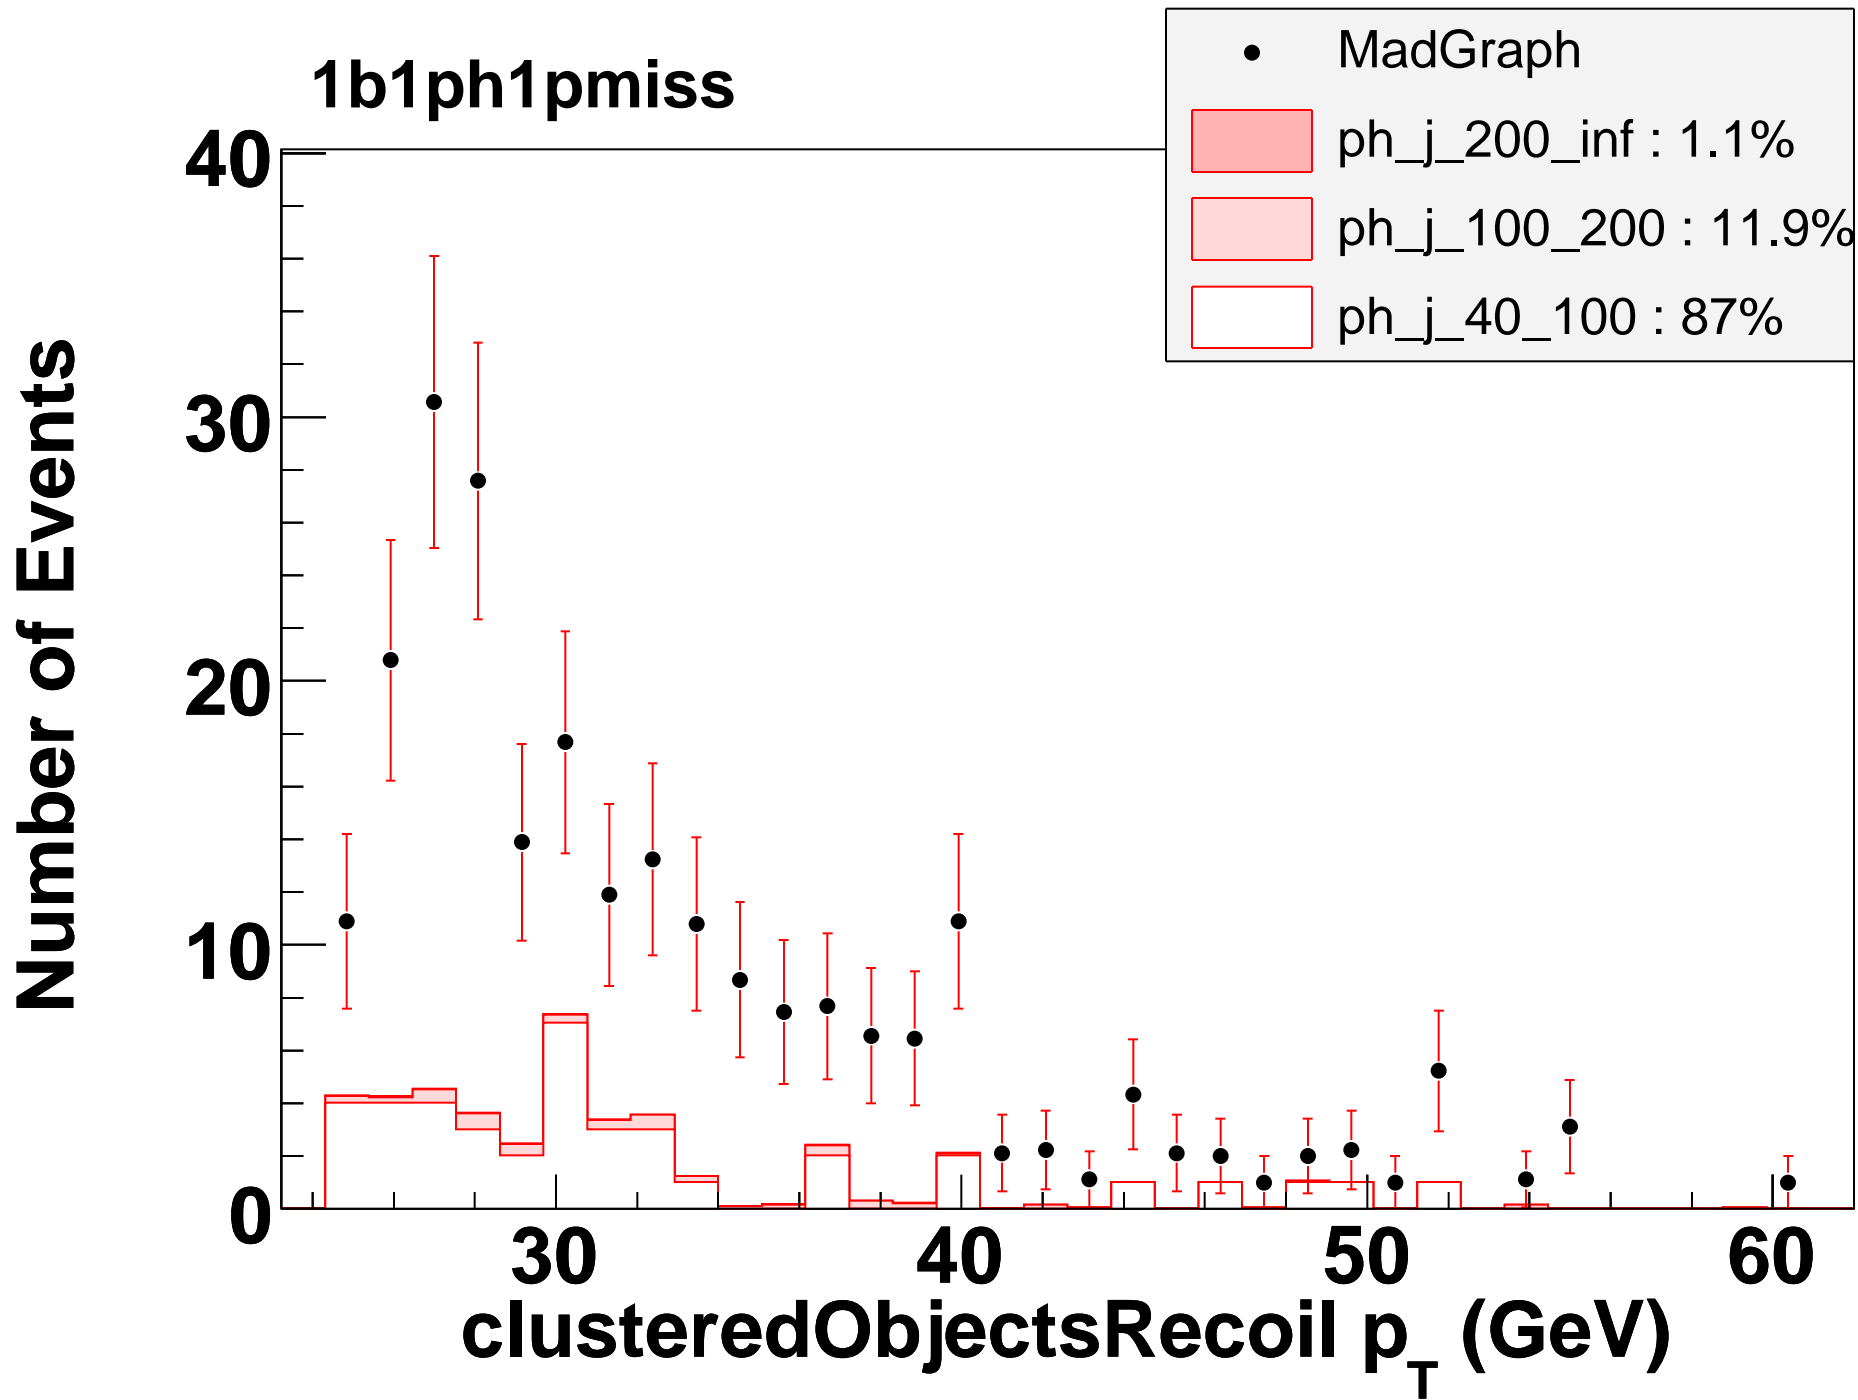 1b1ph1pmiss
MadGraph
ph_j_200_inf : 1.1%
ph_j_100_200 : 11.9%
ph_j_40_100 : 87%
Number of Events
40
30
20
10
0
30 40 50 60
clusteredObjectsRecoil p_T (GeV)